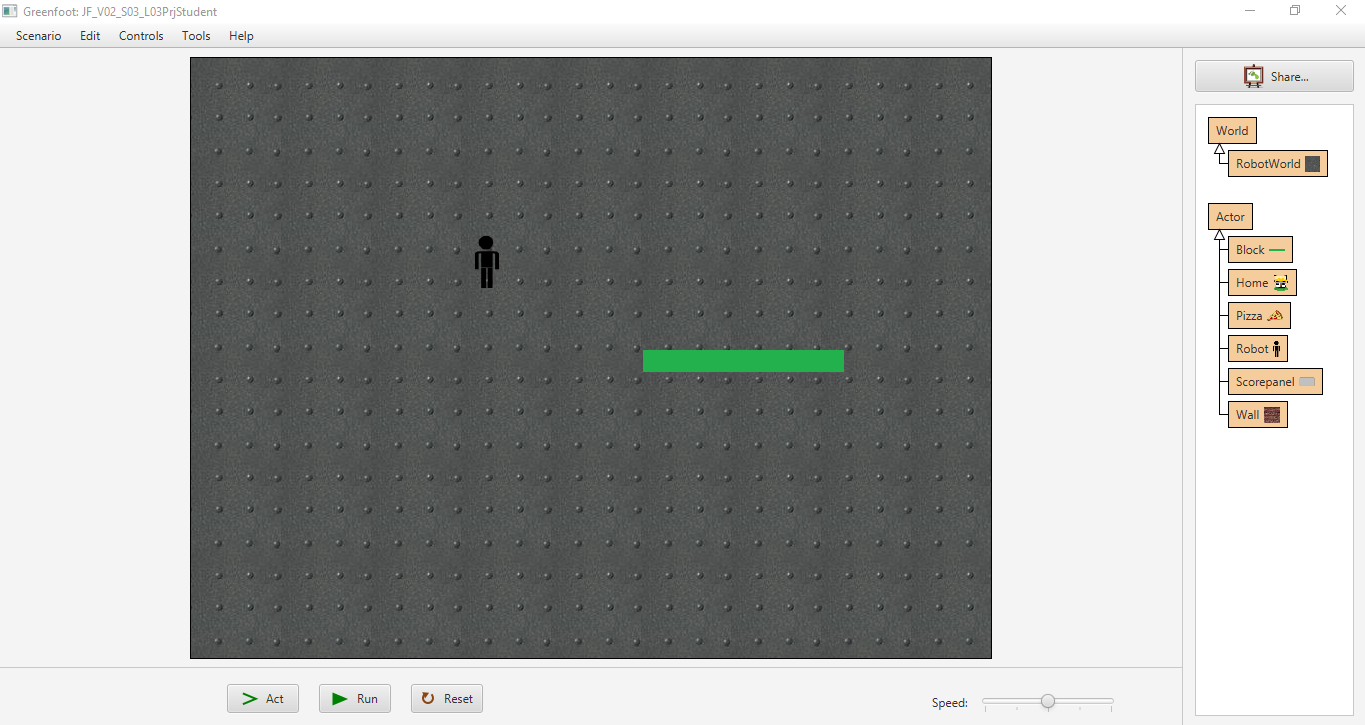 Greenfoot: JF_V02_S03_L03PrjStudent
Scenario Edit Controls Tools Help
Share...
World
RobotWorld
Actor
Block
Home
Pizza
Robot
Scorepanel
Wall
Act Run Reset Speed: